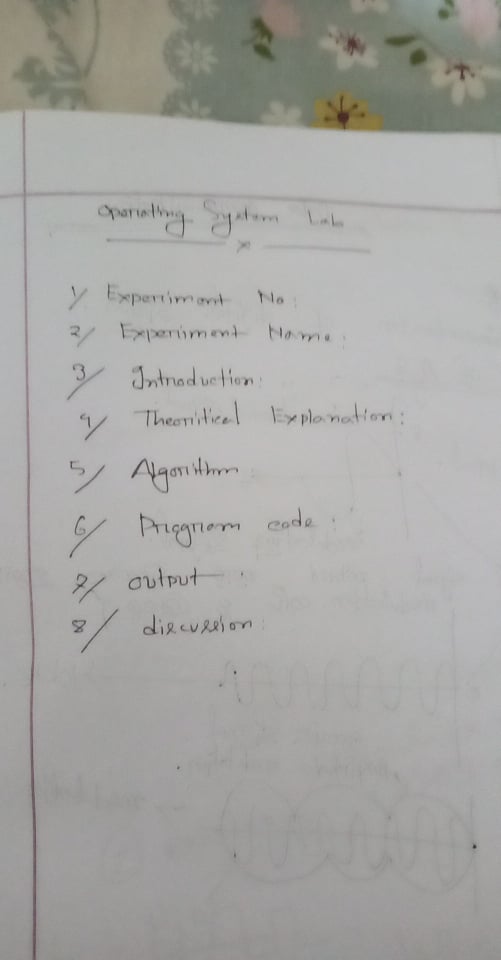 Operating System Lab
x
1/ Experiment No:
2/ Experiment Name:
3/ Introduction:
4/ Theoritical Explanation:
5/ Algorithm:
6/ Program code:
7/ output:
8/ discussion: